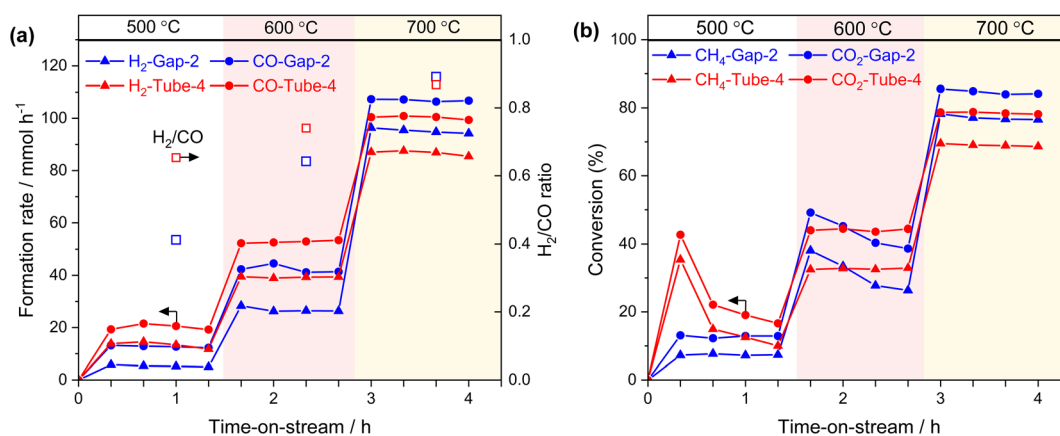 (a)
500 °C 600 °C 700 °C
H₂-Gap-2 CO-Gap-2
H₂-Tube-4 CO-Tube-4
H₂/CO
Formation rate / mmol h⁻¹
0 20 40 60 80 100 120
H₂/CO ratio
0.0 0.2 0.4 0.6 0.8 1.0
0 1 2 3 4
Time-on-stream / h
(b)
500 °C 600 °C 700 °C
CH₄-Gap-2 CO₂-Gap-2
CH₄-Tube-4 CO₂-Tube-4
Conversion (%)
0 20 40 60 80 100
0 1 2 3 4
Time-on-stream / h